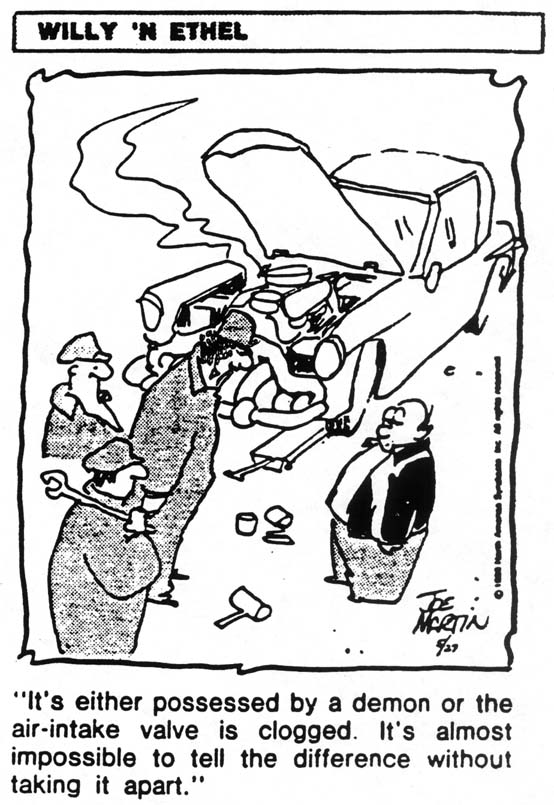 WILLY 'N ETHEL
© 1988 North America Syndicate, Inc. All rights reserved
JOE
MARTIN
5/27
"It's either possessed by a demon or the
air-intake valve is clogged. It's almost
impossible to tell the difference without
taking it apart."